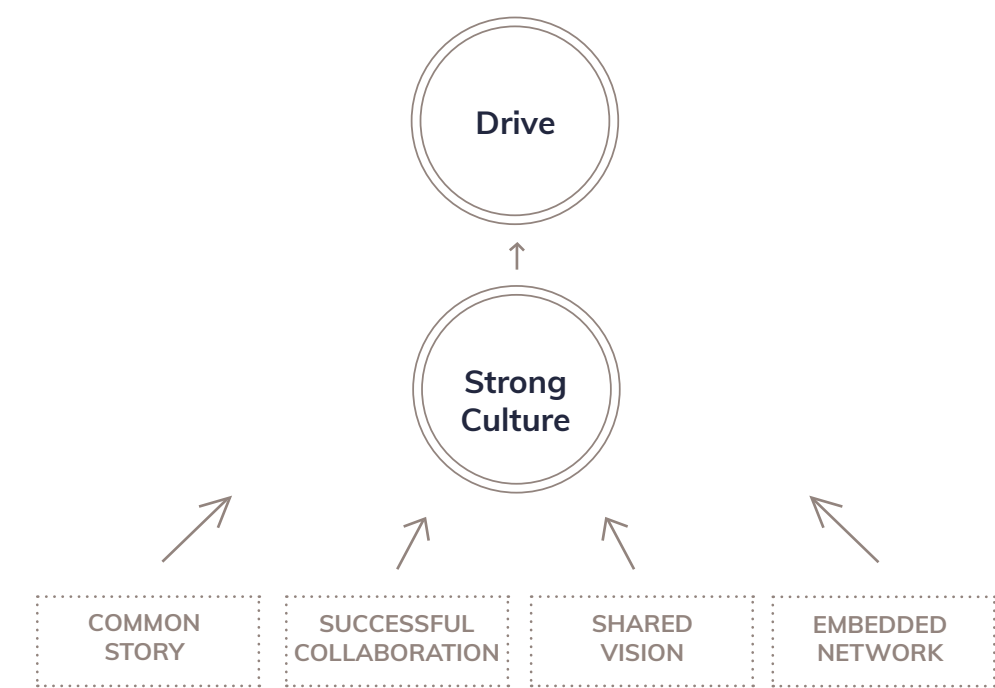 Drive
Strong
Culture
COMMON
STORY
SUCCESSFUL
COLLABORATION
SHARED
VISION
EMBEDDED
NETWORK